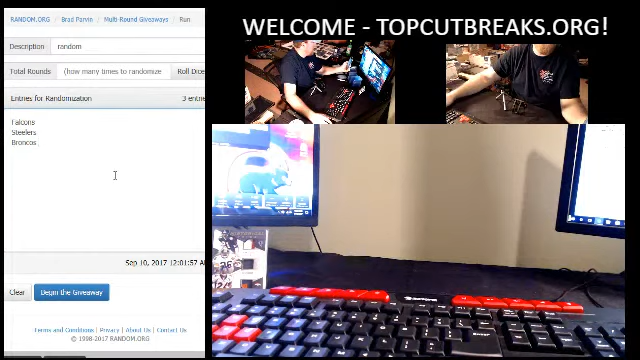 WELCOME - TOPCUTBREAKS.ORG!
RANDOM.ORG Brad Parvin Multi-Round Giveaways Run
Description random
Total Rounds (how many times to randomize Roll Dice
Entries for Randomization 3 entrie
Falcons
Steelers
Broncos
Sep 10, 2017 12:01:57 AM
Clear Begin the Giveaway
Terms and Conditions | Privacy | About Us | Contact Us
© 1998-2017 RANDOM.ORG